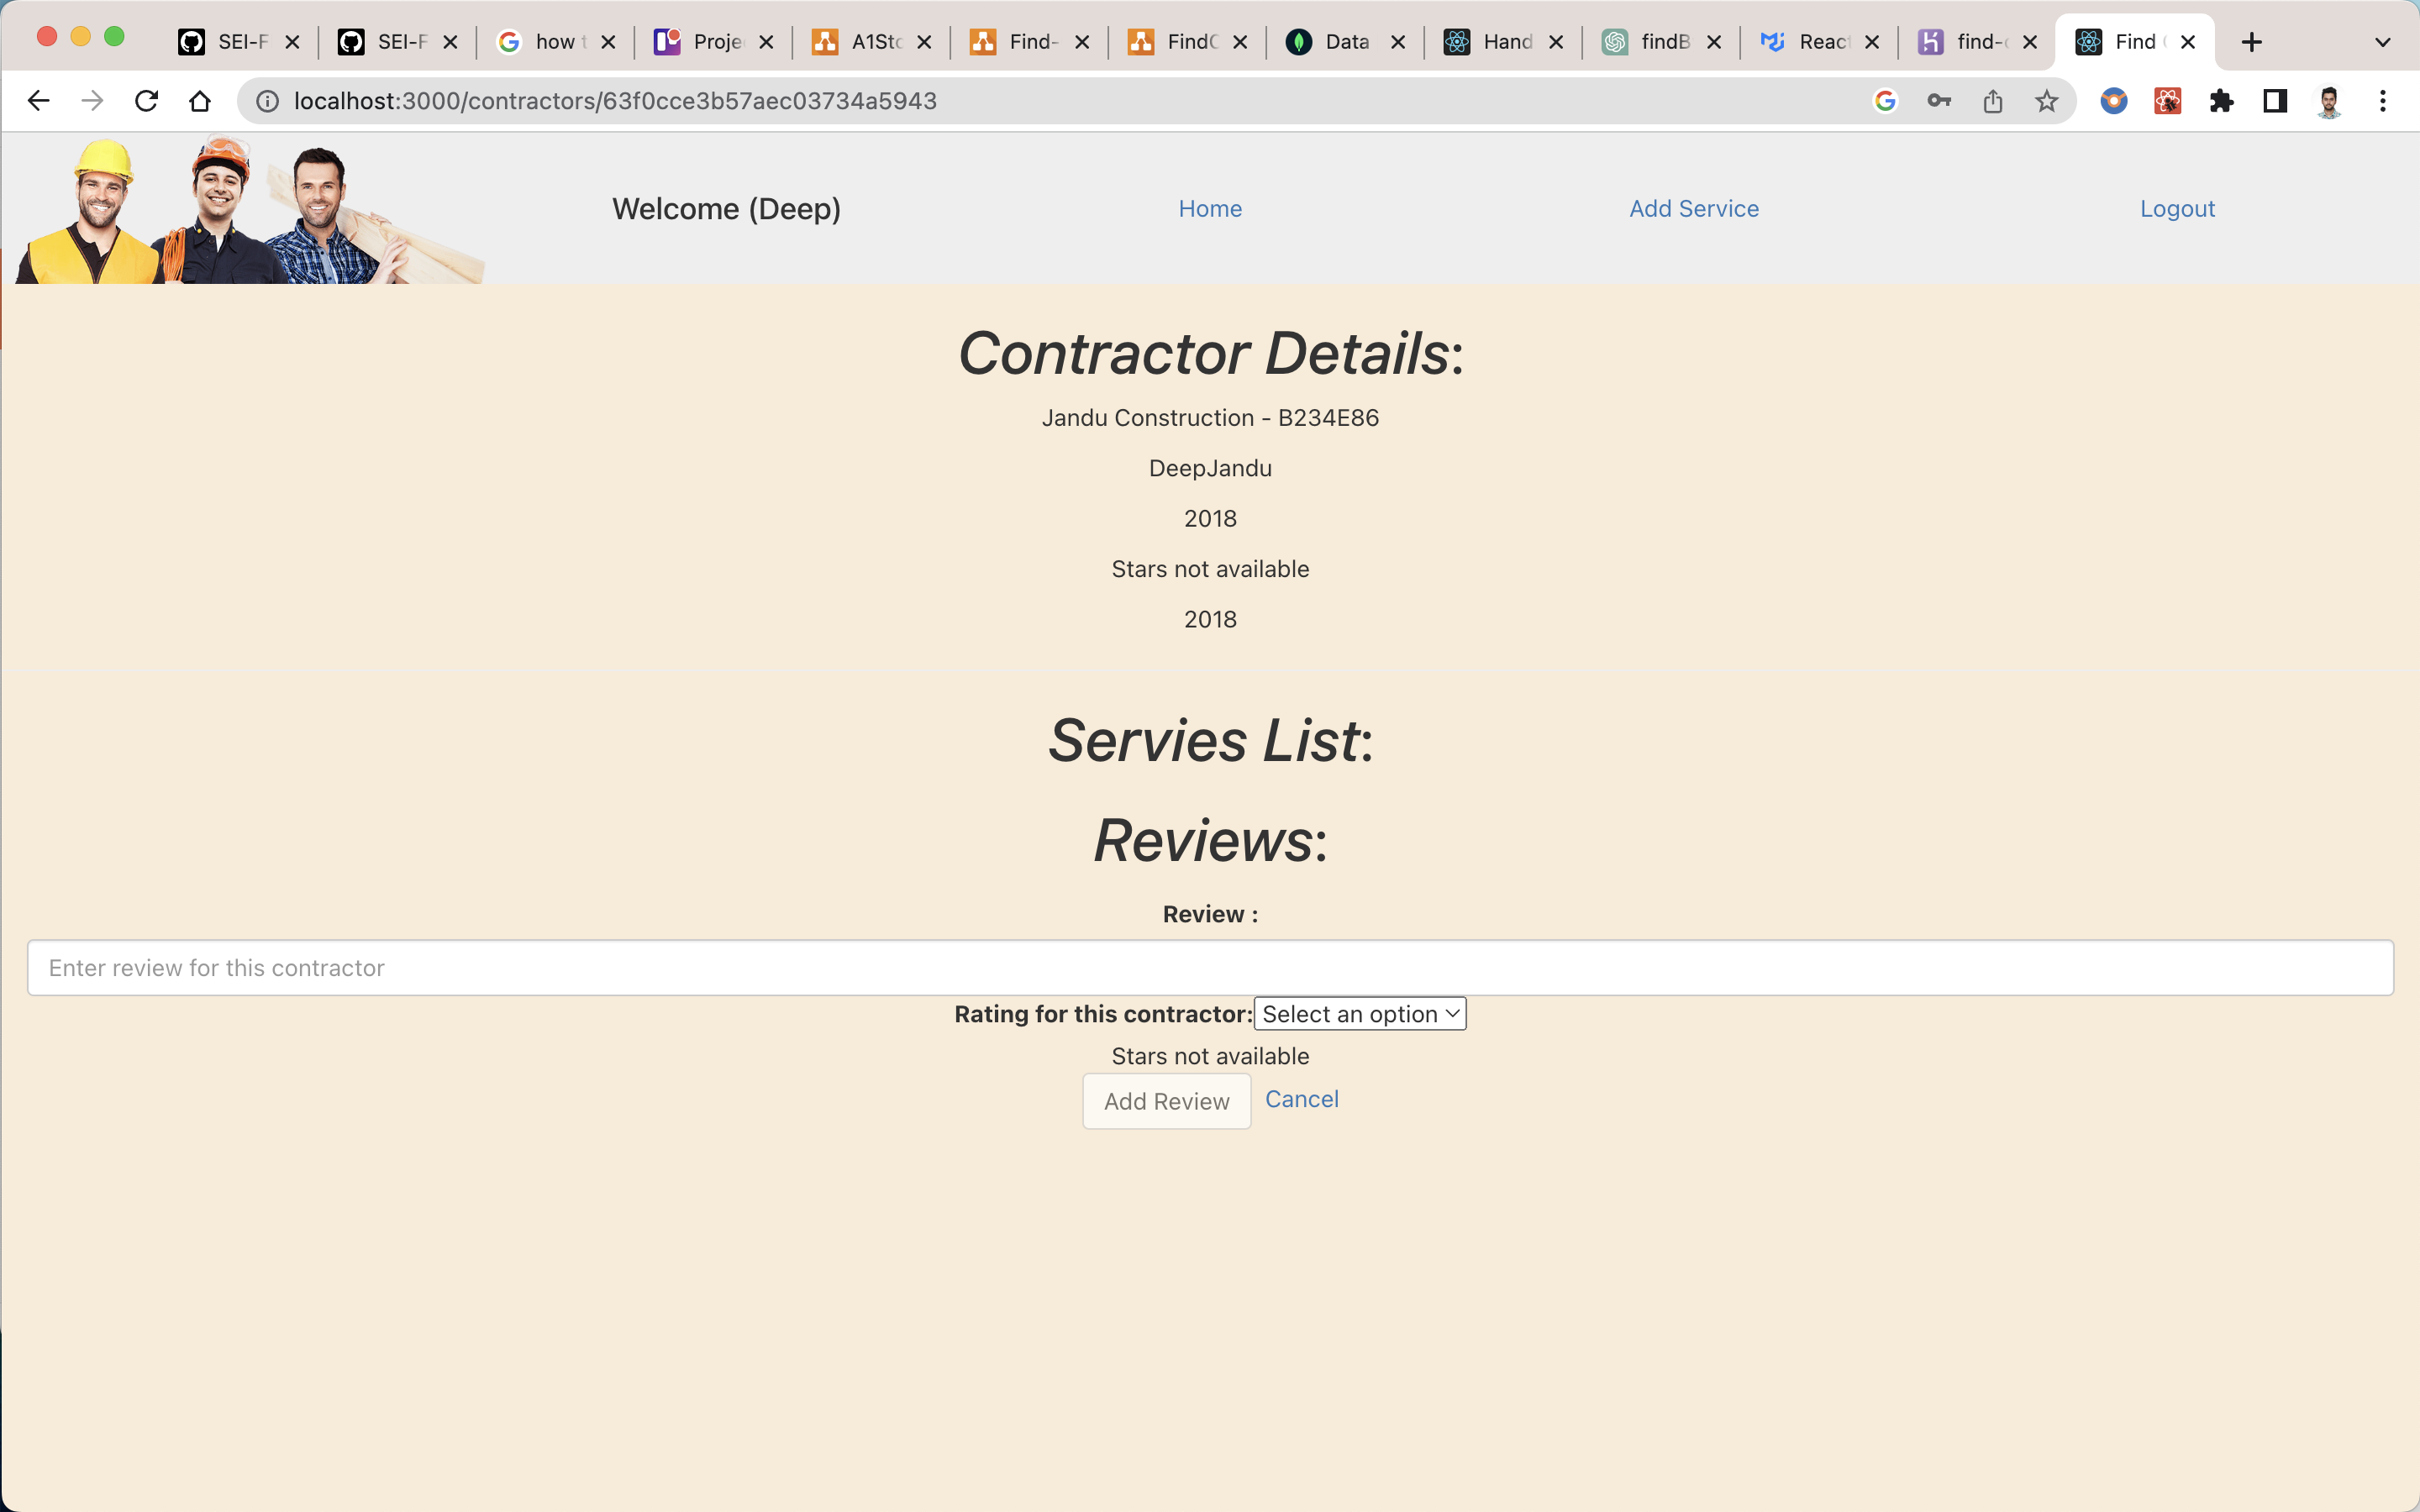 SEI-F SEI-F how t Proje A1Sto Find- FindC Data Hand findB React find-c Find
localhost:3000/contractors/63f0cce3b57aec03734a5943
Welcome (Deep) Home Add Service Logout
Contractor Details:
Jandu Construction - B234E86
DeepJandu
2018
Stars not available
2018
Servies List:
Reviews:
Review :
Enter review for this contractor
Rating for this contractor: Select an option
Stars not available
Add Review Cancel